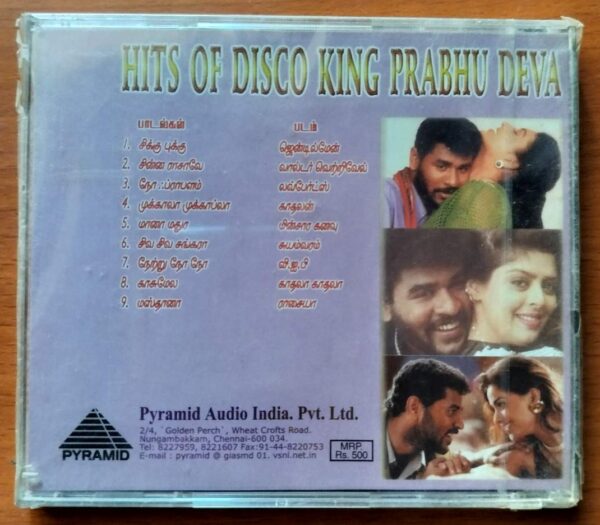 HITS OF DISCO KING PRABHU DEVA
பாடல்கள் படம்
1. சிக்கு புக்கு ஜென்டில்மேன்
2. சின்ன ராசாவே வால்டர் வெற்றிவேல்
3. நோ ஃப்ராபளம் லவ்பேர்ட்ஸ்
4. முக்காலா முக்காப்லா காதலன்
5. மானா மதுர மின்சார கனவு
6. சிவ சிவ சங்கரா சுயம்வரம்
7. நேற்று நோ நோ வி.ஐ.பி
8. காசுமேல காதலா காதலா
9. மஸ்தானா ராசையா
Pyramid Audio India. Pvt. Ltd.
2/4, `Golden Perch`, Wheat Crofts Road.
Nungambakkam, Chennai-600 034.
Tel: 8227959, 8221607 Fax:91-44-8220753
E-mail : pyramid @ giasmd 01. vsnl.net.in
PYRAMID
MRP
Rs. 500